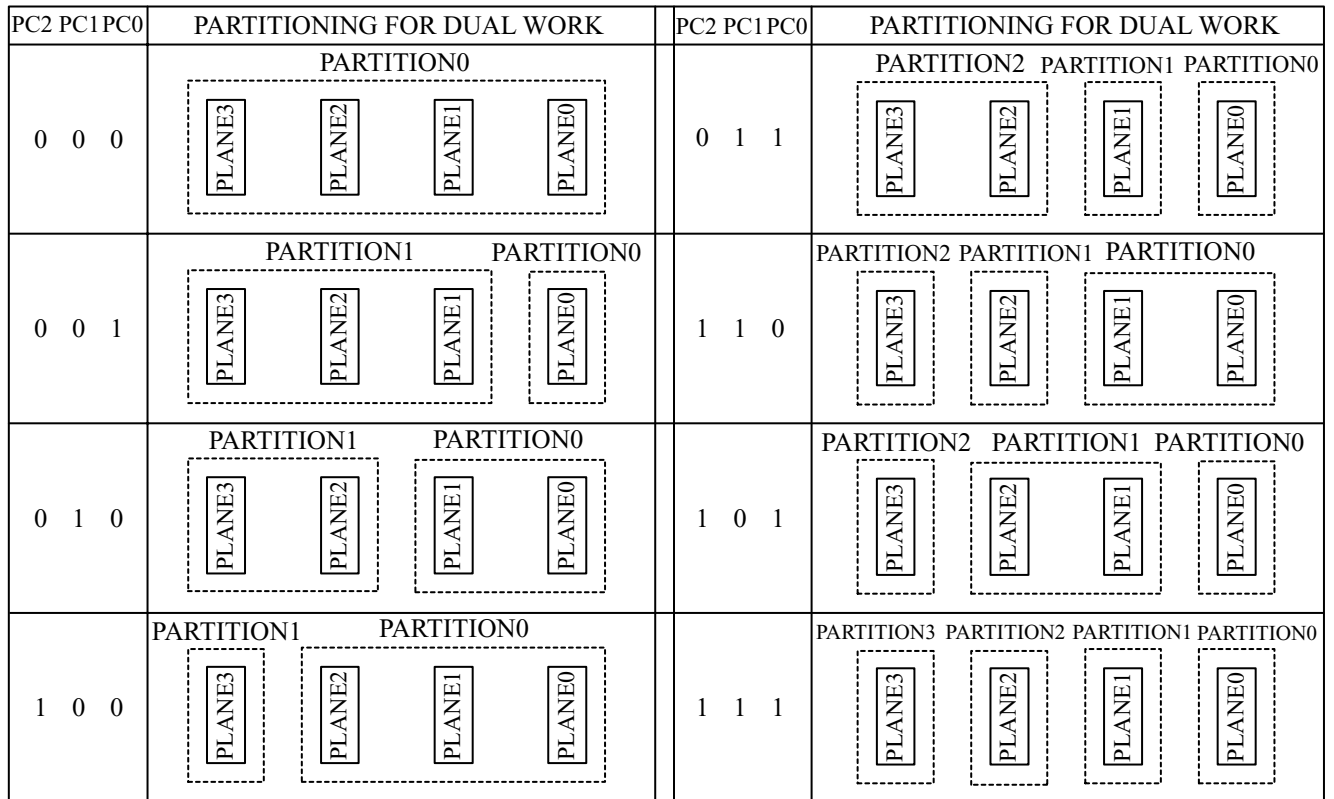 PC2 PC1PC0 PARTITIONING FOR DUAL WORK PC2 PC1PC0 PARTITIONING FOR DUAL WORK
PARTITION0
0 0 0
PLANE3 PLANE2 PLANE1 PLANE0
PARTITION2 PARTITION1 PARTITION0
0 1 1
PLANE3 PLANE2 PLANE1 PLANE0
PARTITION1 PARTITION0
0 0 1
PLANE3 PLANE2 PLANE1 PLANE0
PARTITION2 PARTITION1 PARTITION0
1 1 0
PLANE3 PLANE2 PLANE1 PLANE0
PARTITION1 PARTITION0
0 1 0
PLANE3 PLANE2 PLANE1 PLANE0
PARTITION2 PARTITION1 PARTITION0
1 0 1
PLANE3 PLANE2 PLANE1 PLANE0
PARTITION1 PARTITION0
1 0 0
PLANE3 PLANE2 PLANE1 PLANE0
PARTITION3 PARTITION2 PARTITION1 PARTITION0
1 1 1
PLANE3 PLANE2 PLANE1 PLANE0